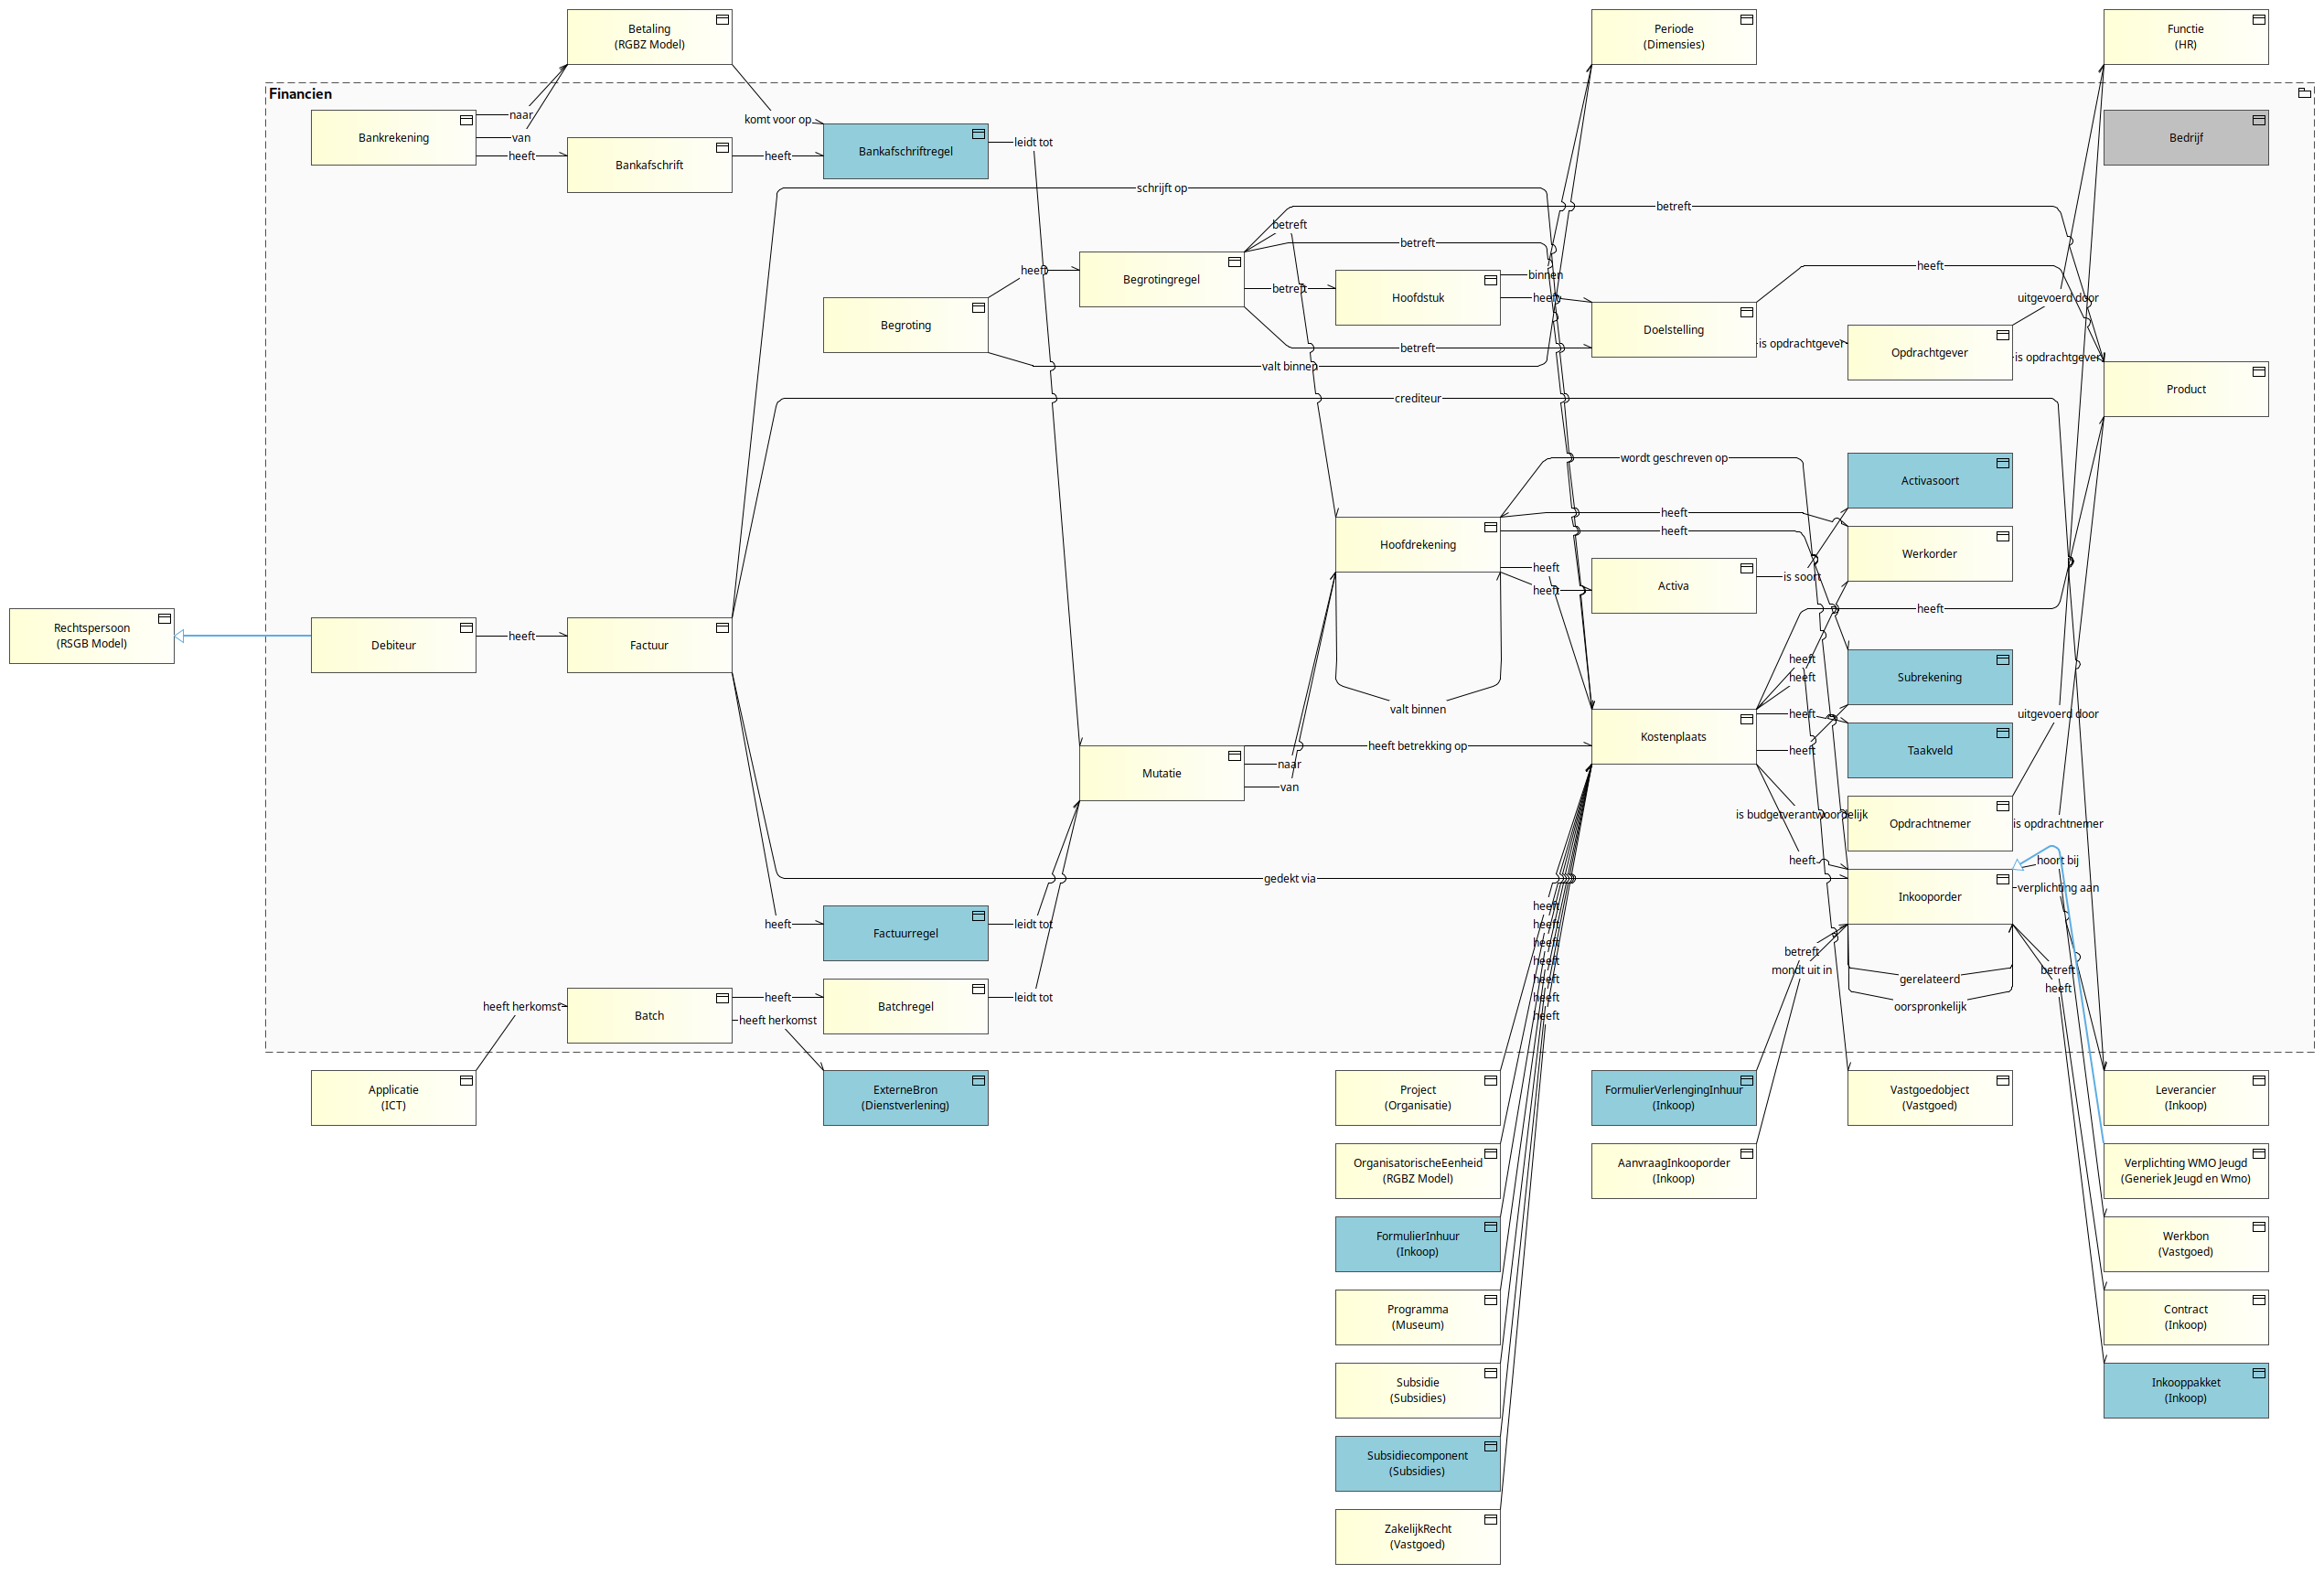 Betaling
(RGBZ Model)
Periode
(Dimensies)
Functie
(HR)
Financien
Bankrekening
naar
van
heeft
Bankafschrift
heeft
komt voor op
Bankafschriftregel
leidt tot
Bedrijf
schrijft op
betreft
betreft
betreft
heeft
Begrotingregel
betreft
Hoofdstuk
binnen
heeft
heeft
uitgevoerd door
Begroting
Doelstelling
is opdrachtgever
Opdrachtgever
is opdrachtgever
betreft
valt binnen
Product
crediteur
wordt geschreven op
Activasoort
heeft
heeft
Hoofdrekening
Werkorder
heeft
heeft
Activa
is soort
heeft
Rechtspersoon
(RSGB Model)
Debiteur
heeft
Factuur
heeft
heeft
Subrekening
valt binnen
heeft
uitgevoerd door
Kostenplaats
heeft
Taakveld
heeft betrekking op
Mutatie
naar
van
is budgetverantwoordelijk
Opdrachtnemer
is opdrachtnemer
heeft
hoort bij
gedekt via
verplichting aan
Inkooporder
heeft
Factuurregel
leidt tot
heeft
heeft
heeft
heeft
heeft
heeft
heeft
betreft
mondt uit in
gerelateerd
oorspronkelijk
betreft
heeft
heeft herkomst
Batch
heeft
heeft herkomst
Batchregel
leidt tot
Applicatie
(ICT)
ExterneBron
(Dienstverlening)
Project
(Organisatie)
FormulierVerlengingInhuur
(Inkoop)
Vastgoedobject
(Vastgoed)
Leverancier
(Inkoop)
OrganisatorischeEenheid
(RGBZ Model)
AanvraagInkooporder
(Inkoop)
Verplichting WMO Jeugd
(Generiek Jeugd en Wmo)
FormulierInhuur
(Inkoop)
Werkbon
(Vastgoed)
Programma
(Museum)
Contract
(Inkoop)
Subsidie
(Subsidies)
Inkooppakket
(Inkoop)
Subsidiecomponent
(Subsidies)
ZakelijkRecht
(Vastgoed)